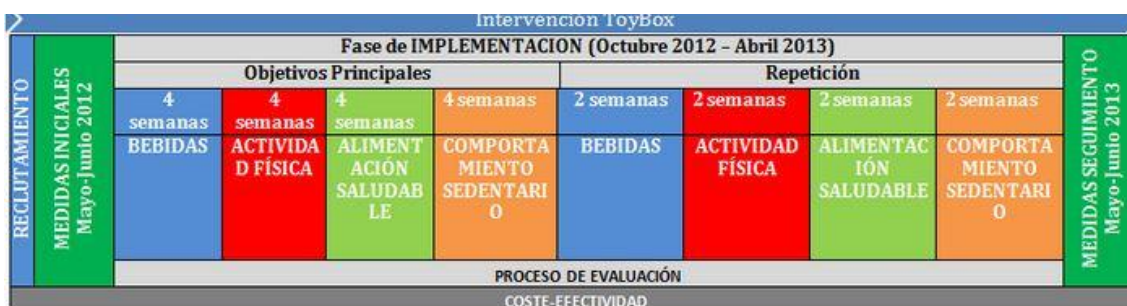 Intervención ToyBox
Fase de IMPLEMENTACION (Octubre 2012 – Abril 2013)
Objetivos Principales
Repetición
RECLUTAMIENTO
MEDIDAS INICIALES
Mayo-Junio 2012
4
semanas
4
semanas
4
semanas
4 semanas
2 semanas
2 semanas
2 semanas
2 semanas
BEBIDAS
ACTIVIDA
D FÍSICA
ALIMENT
ACIÓN
SALUDAB
LE
COMPORTA
MIENTO
SEDENTARI
O
BEBIDAS
ACTIVIDAD
FÍSICA
ALIMENTAC
IÓN
SALUDABLE
COMPORTA
MIENTO
SEDENTARI
O
MEDIDAS SEGUIMIENTO
Mayo-Junio 2013
PROCESO DE EVALUACIÓN
COSTE-EFECTIVIDAD